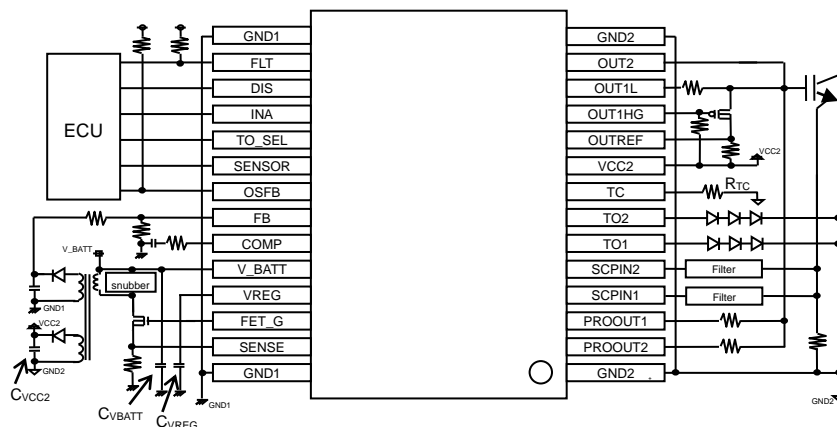 GND1
FLT
DIS
INA
TO_SEL
SENSOR
OSFB
FB
COMP
V_BATT
VREG
FET_G
SENSE
GND1
ECU
V_BATT
snubber
GND1
VCC2
GND2
CVCC2
CVBATT
CVREG
GND1
GND2
OUT2
OUT1L
OUT1HG
OUTREF
VCC2
TC
TO2
TO1
SCPIN2
SCPIN1
PROOUT1
PROOUT2
GND2
VCC2
RTC
Filter
Filter
GND2